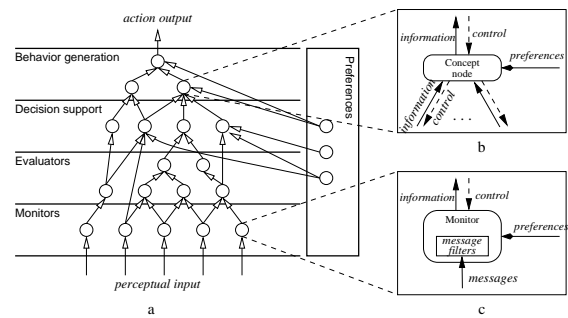 action output
Behavior generation
Decision support
Evaluators
Monitors
perceptual input
a
Preferences
information
control
preferences
Concept
node
information
control
. . .
b
information
control
Monitor
preferences
message
filters
messages
c